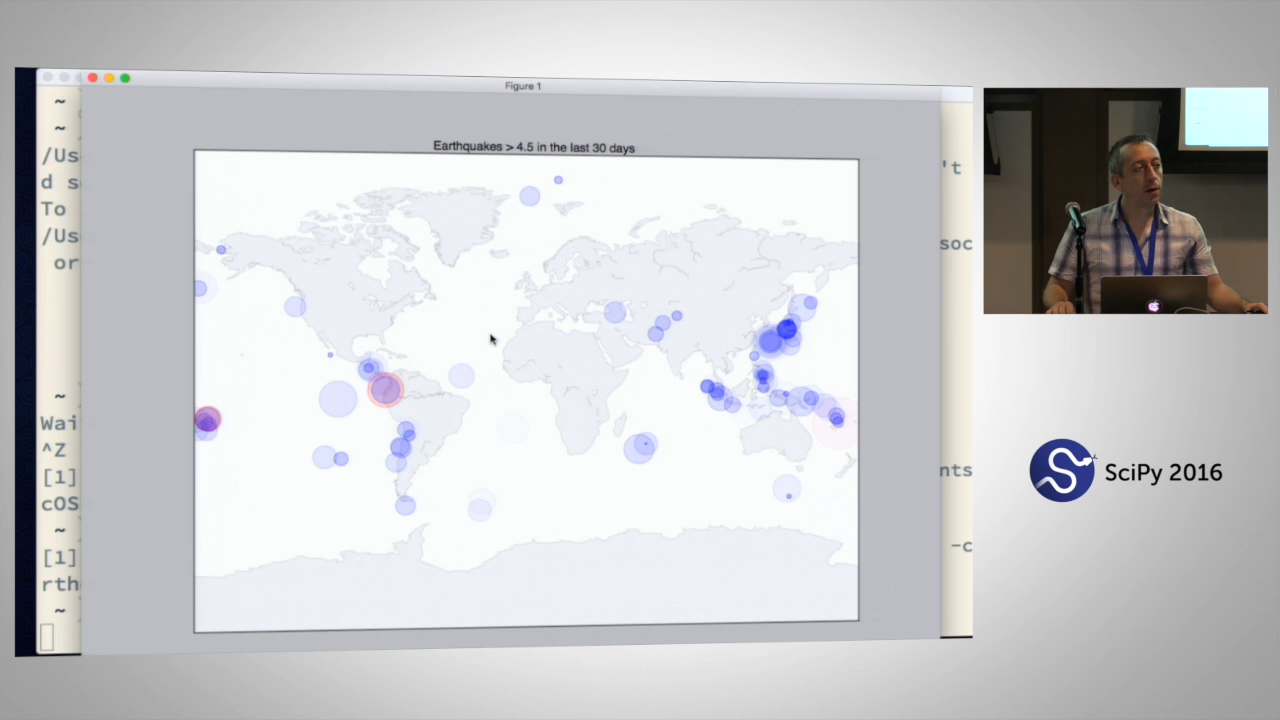 Figure 1
Earthquakes > 4.5 in the last 30 days
~
~
/Us
't
d s
To
/Us
soc
or
~
Wai
^Z
[1]
nts
cOS
~
[1]
-c
rth
~
SciPy 2016